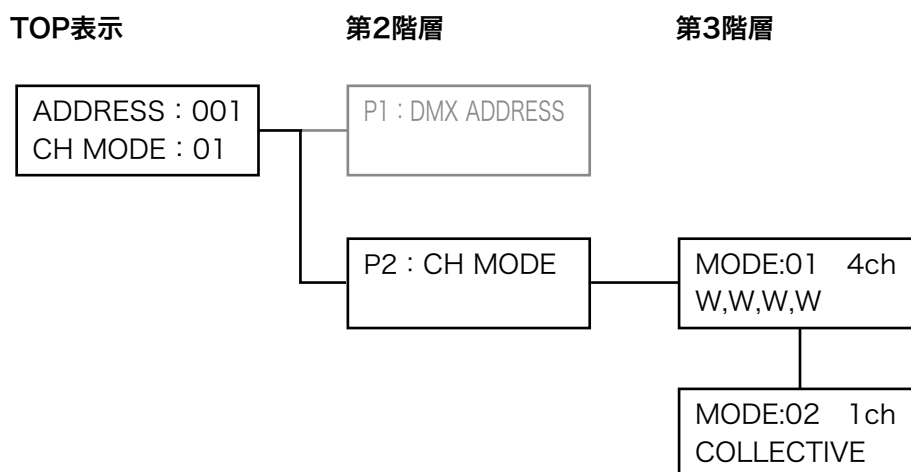 TOP表示 第2階層 第3階層
ADDRESS：001
CH MODE：01
P1：DMX ADDRESS
P2：CH MODE
MODE:01 4ch
W,W,W,W
MODE:02 1ch
COLLECTIVE